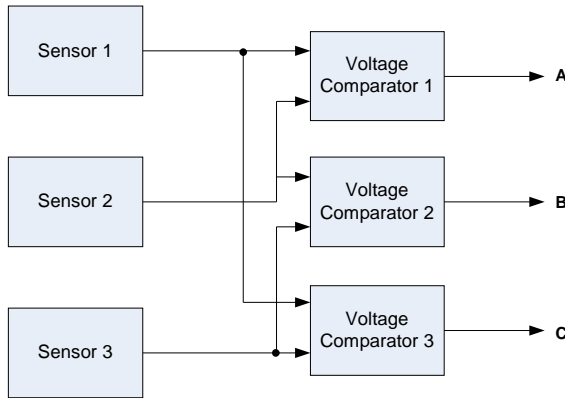 Sensor 1
Voltage
Comparator 1
A
Sensor 2
Voltage
Comparator 2
B
Sensor 3
Voltage
Comparator 3
C